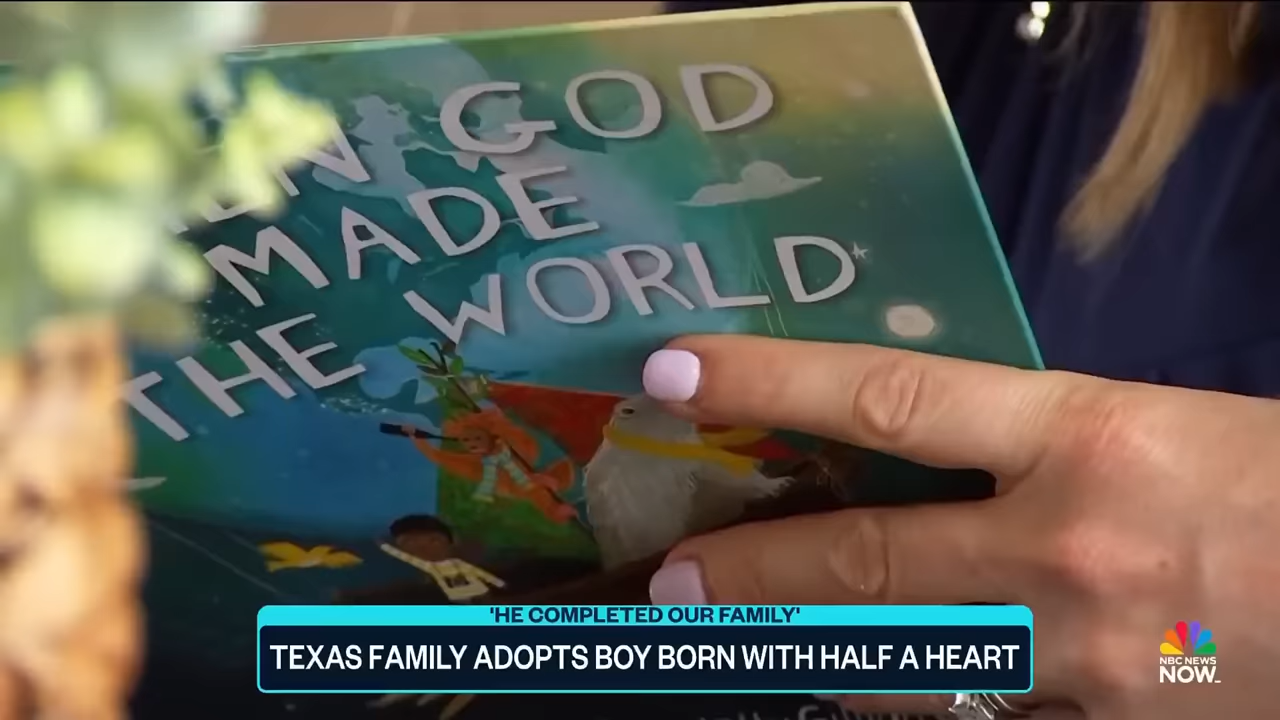 GOD
MADE
THE WORLD
'HE COMPLETED OUR FAMILY'
TEXAS FAMILY ADOPTS BOY BORN WITH HALF A HEART
NBC NEWS
NOW